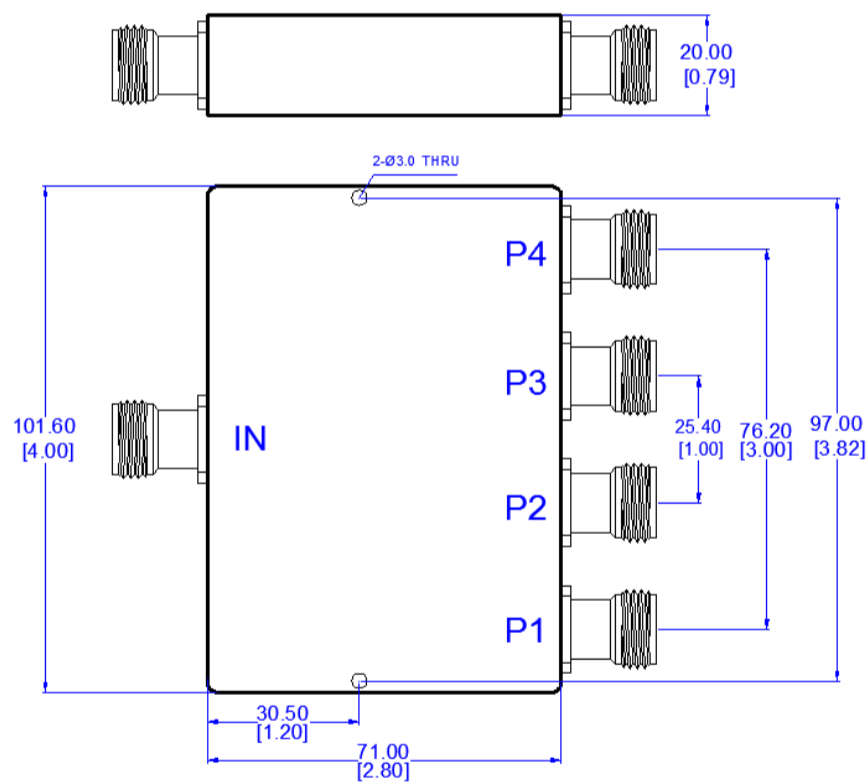 20.00
[0.79]
2-Ø3.0 THRU
P4
P3
101.60
[4.00]
IN
25.40
[1.00]
76.20
[3.00]
97.00
[3.82]
P2
P1
30.50
[1.20]
71.00
[2.80]